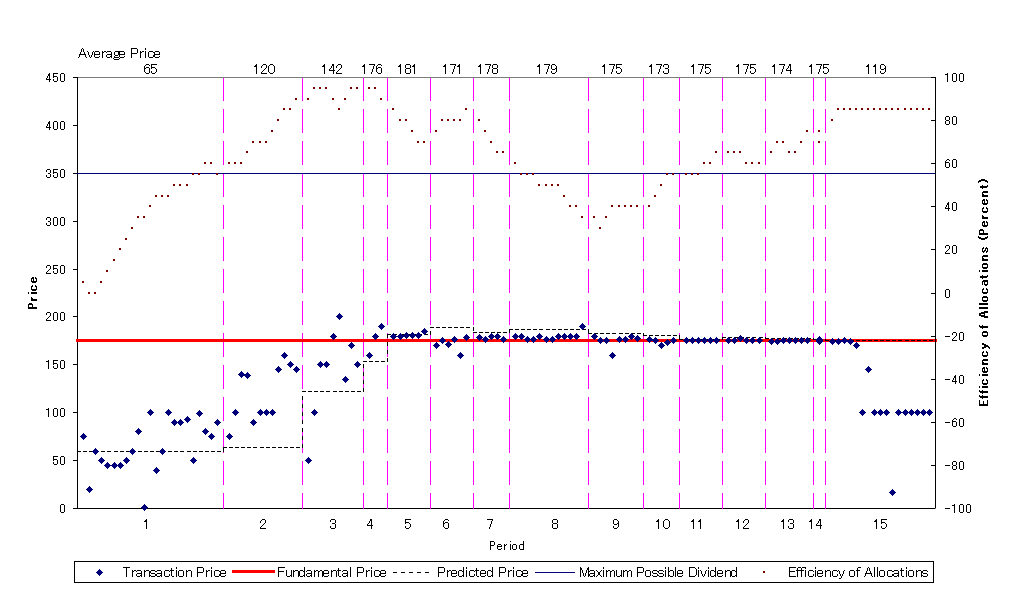 Average Price
65 120 142 176 181 171 178 179 175 173 175 175 174 175 119
450 100
400 80
350 60
300 40
250 20
200 0
150 -20
100 -40
50 -60
0 -80
-100
Price
Efficiency of Allocations (Percent)
1 2 3 4 5 6 7 8 9 10 11 12 13 14 15
Period
Transaction Price Fundamental Price Predicted Price Maximum Possible Dividend Efficiency of Allocations